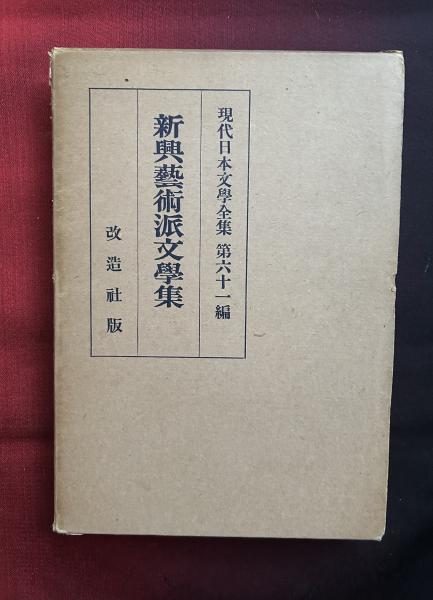 現代日本文學全集 第六十一編
新興藝術派文學集
改造社版